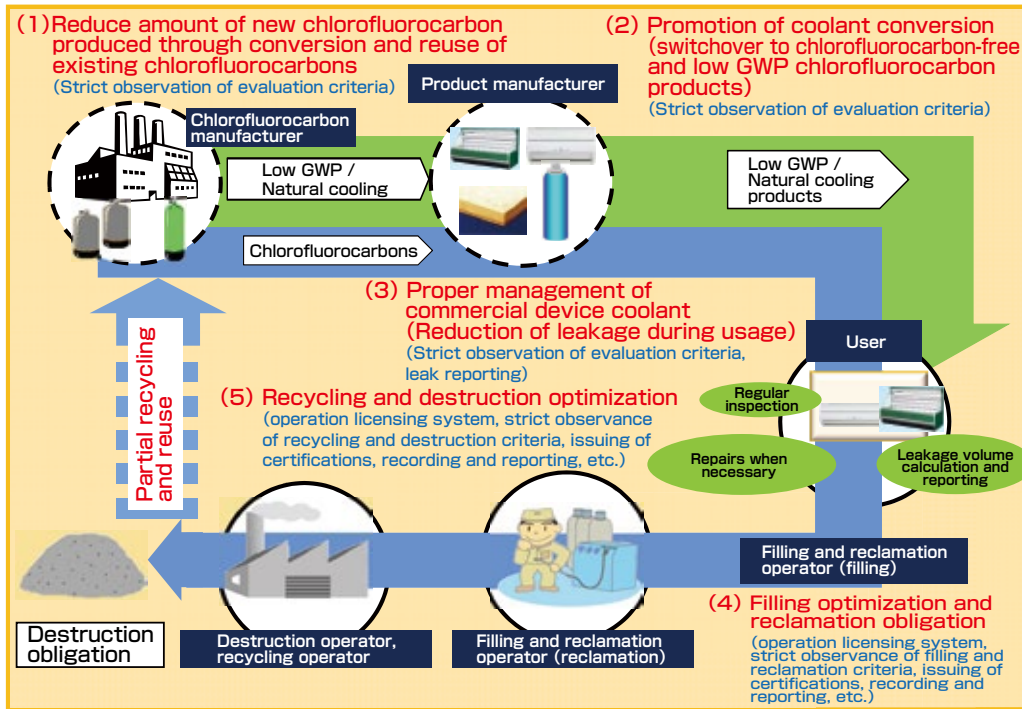 (1) Reduce amount of new chlorofluorocarbon
produced through conversion and reuse of
existing chlorofluorocarbons
(Strict observation of evaluation criteria)
(2) Promotion of coolant conversion
(switchover to chlorofluorocarbon-free
and low GWP chlorofluorocarbon
products)
(Strict observation of evaluation criteria)
Product manufacturer
Chlorofluorocarbon
manufacturer
Low GWP /
Natural cooling
Low GWP /
Natural cooling
products
Chlorofluorocarbons
(3) Proper management of
commercial device coolant
(Reduction of leakage during usage)
(Strict observation of evaluation criteria,
leak reporting)
User
Regular
inspection
Repairs when
necessary
Leakage volume
calculation and
reporting
(5) Recycling and destruction optimization
(operation licensing system, strict observance
of recycling and destruction criteria, issuing of
certifications, recording and reporting, etc.)
Partial recycling
and reuse
Filling and reclamation
operator (filling)
(4) Filling optimization and
reclamation obligation
(operation licensing system,
strict observance of filling and
reclamation criteria, issuing of
certifications, recording and
reporting, etc.)
Destruction
obligation
Destruction operator,
recycling operator
Filling and reclamation
operator (reclamation)